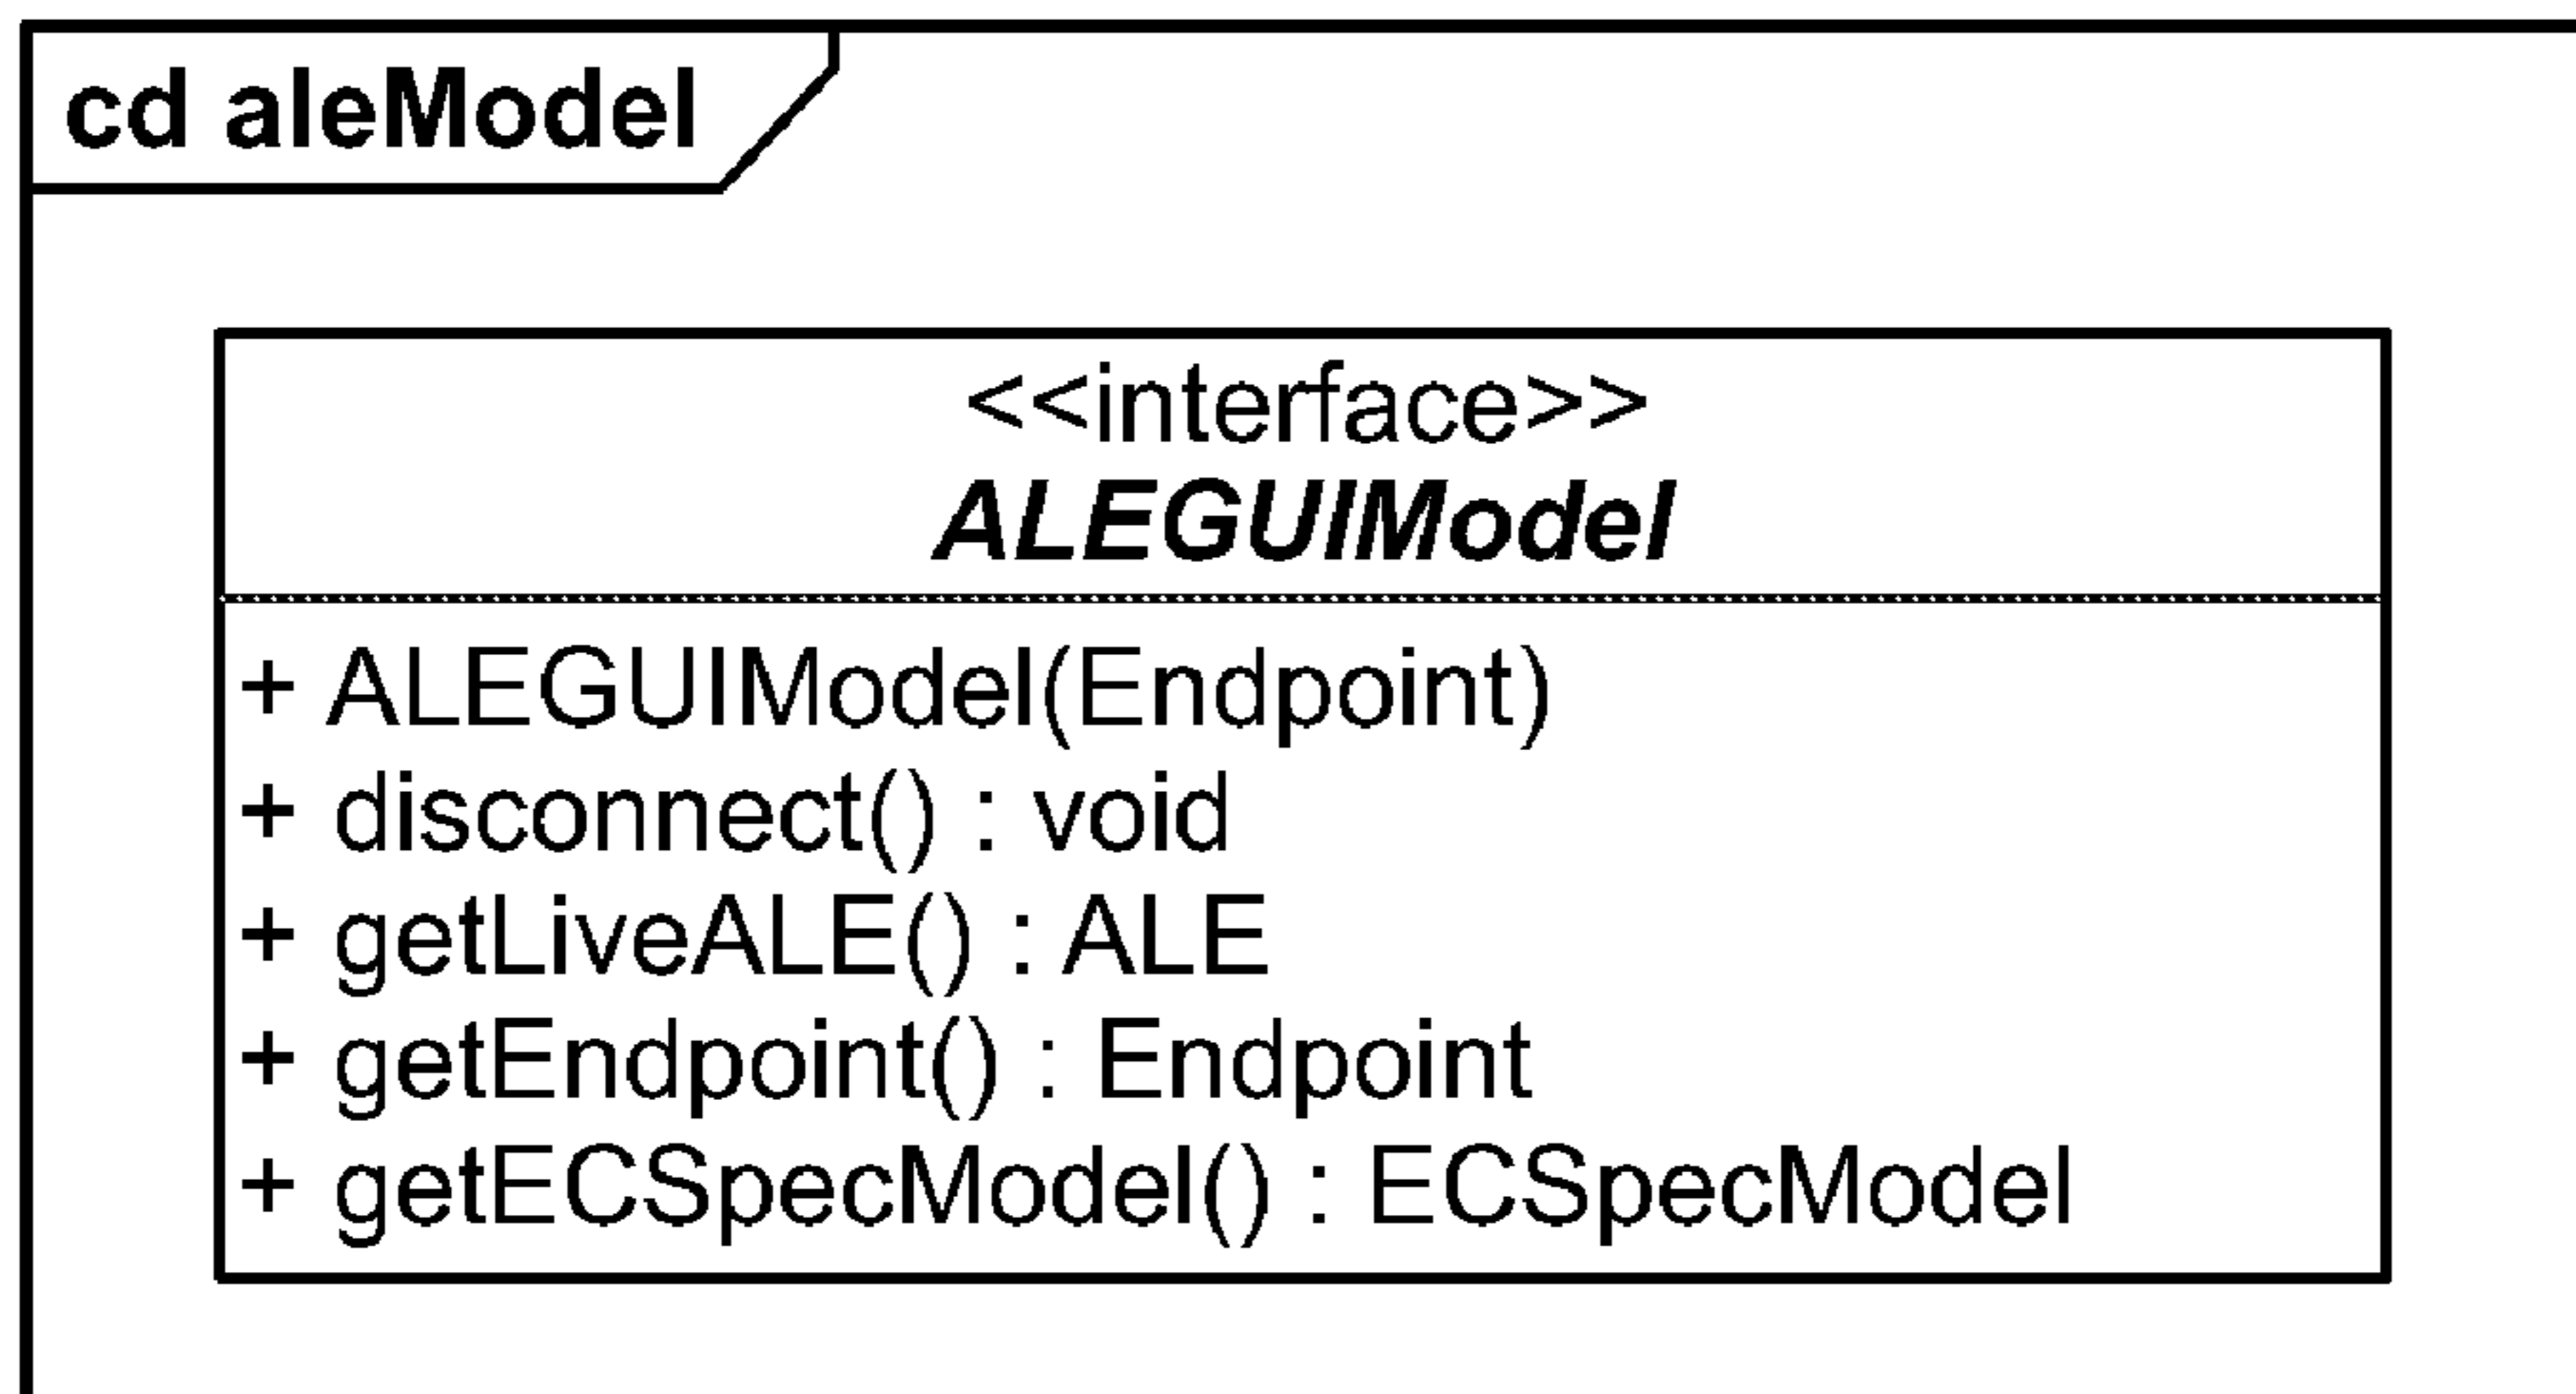 cd aleModel
<<interface>>
ALEGUIModel
+ ALEGUIModel(Endpoint)
+ disconnect() : void
+ getLiveALE() : ALE
+ getEndpoint() : Endpoint
+ getECSpecModel() : ECSpecModel